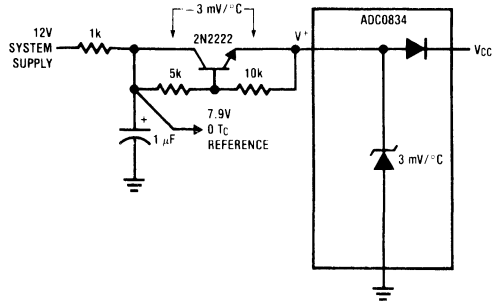 – 3 mV/°C
ADC0834
12V
SYSTEM
SUPPLY
1k
2N2222
V+
VCC
5k
10k
7.9V
0 TC
REFERENCE
+
1 μF
3 mV/°C